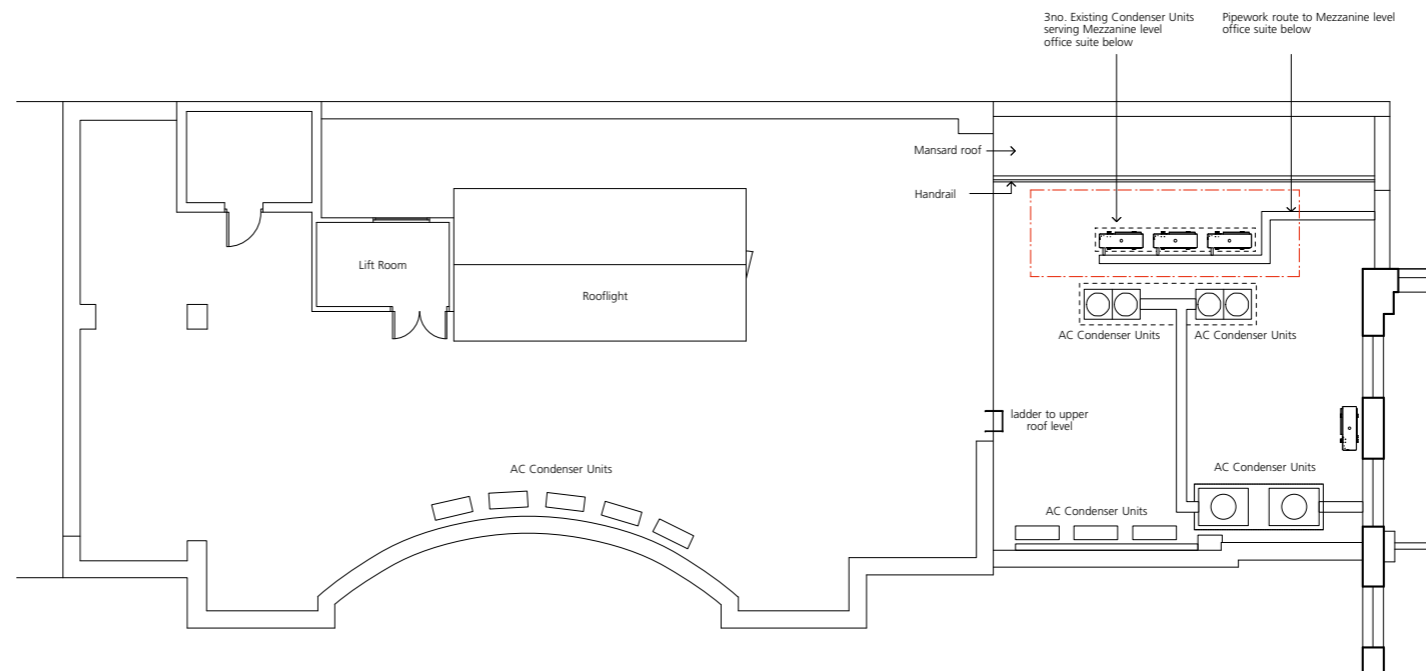 3no. Existing Condenser Units
serving Mezzanine level
office suite below
Pipework route to Mezzanine level
office suite below
Mansard roof
Handrail
Lift Room
Rooflight
AC Condenser Units
AC Condenser Units
ladder to upper
roof level
AC Condenser Units
AC Condenser Units
AC Condenser Units